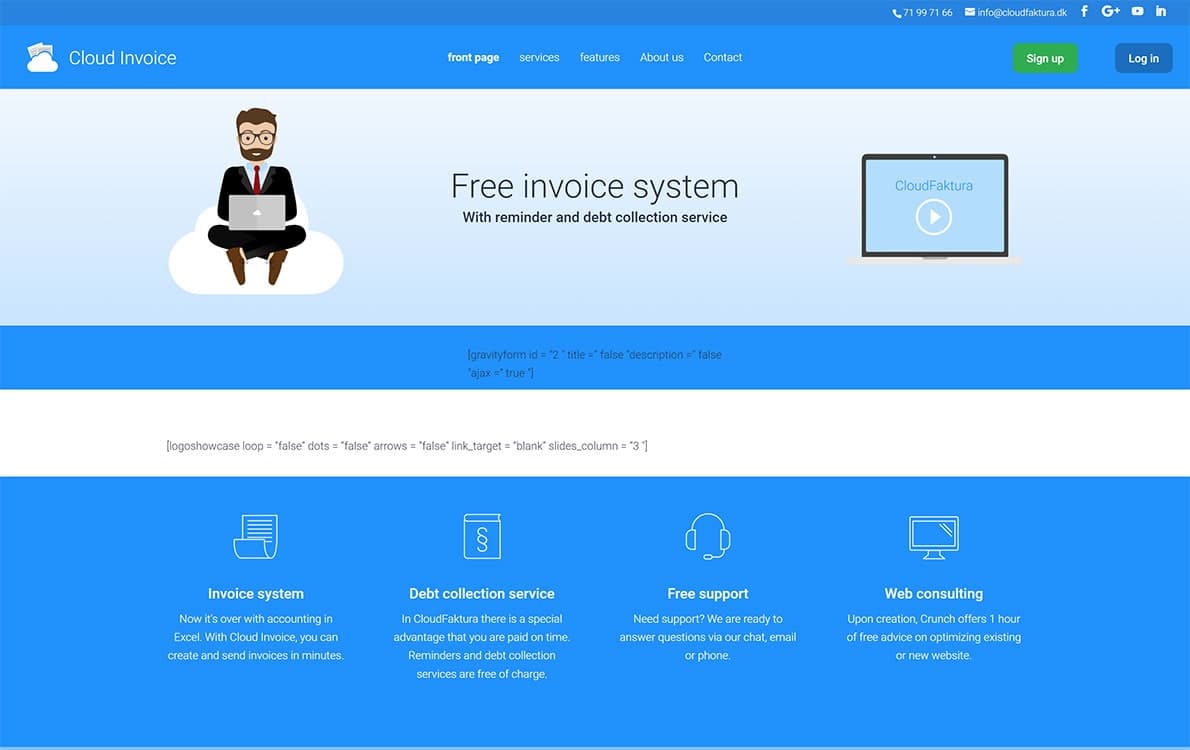 71 99 71 66 info@cloudfaktura.dk
Cloud Invoice
front page services features About us Contact
Sign up Log in
Free invoice system
With reminder and debt collection service
CloudFaktura
[gravityform id = "2 " title =" false "description =" false
"ajax =" true "]
[logoshowcase loop = "false" dots = "false" arrows = "false" link_target = "blank" slides_column = "3 "]
Invoice system
Now it's over with accounting in
Excel. With Cloud Invoice, you can
create and send invoices in minutes.
Debt collection service
In CloudFaktura there is a special
advantage that you are paid on time.
Reminders and debt collection
services are free of charge.
Free support
Need support? We are ready to
answer questions via our chat, email
or phone.
Web consulting
Upon creation, Crunch offers 1 hour
of free advice on optimizing existing
or new website.